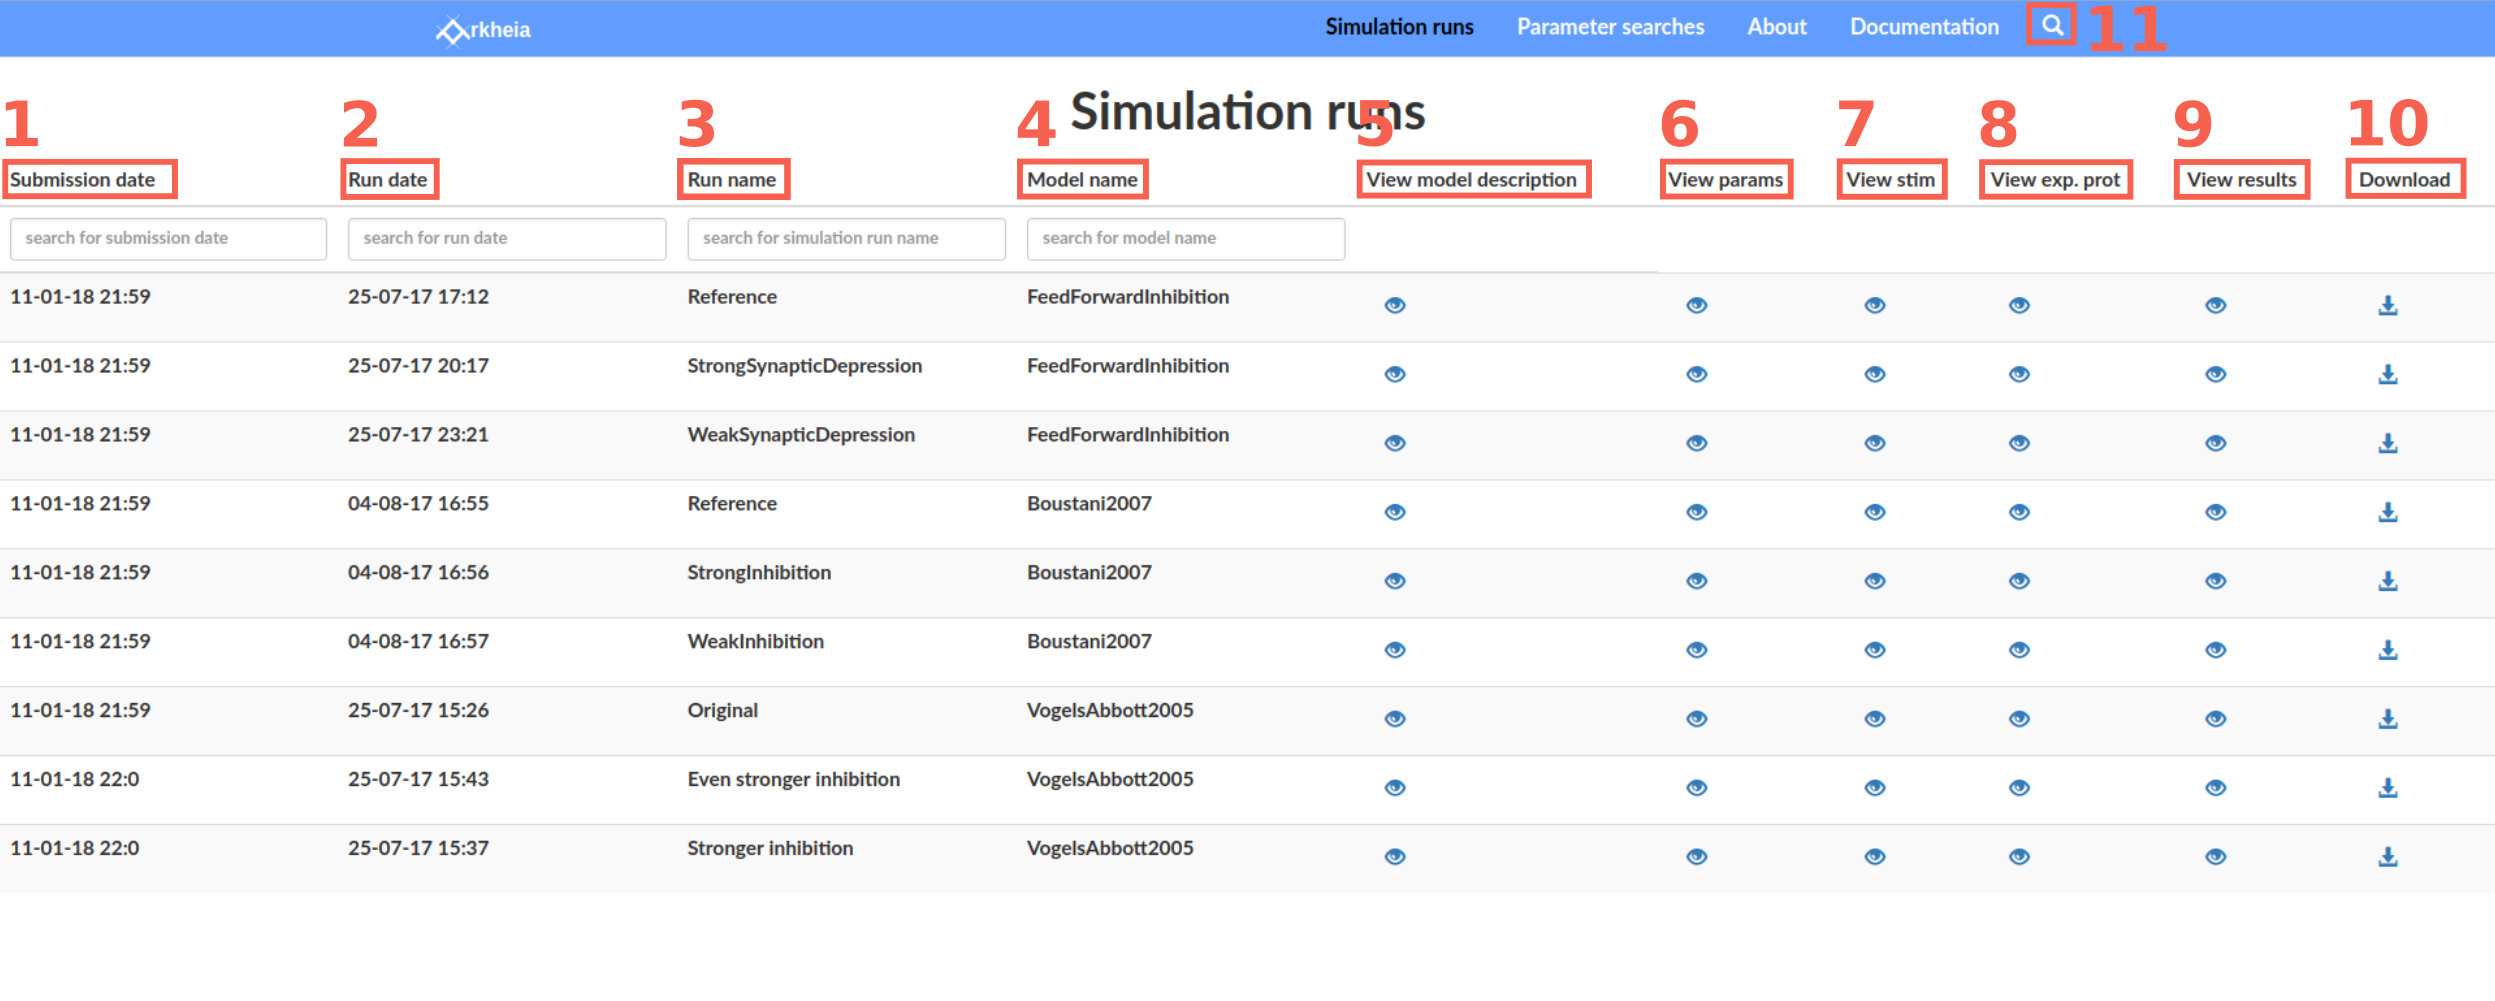 rkheia Simulation runs Parameter searches About Documentation 11
Simulation runs
1 2 3 4 5 6 7 8 9 10
Submission date Run date Run name Model name View model description View params View stim View exp. prot View results Download
search for submission date search for run date search for simulation run name search for model name
11-01-18 21:59 25-07-17 17:12 Reference FeedForwardInhibition
11-01-18 21:59 25-07-17 20:17 StrongSynapticDepression FeedForwardInhibition
11-01-18 21:59 25-07-17 23:21 WeakSynapticDepression FeedForwardInhibition
11-01-18 21:59 04-08-17 16:55 Reference Boustani2007
11-01-18 21:59 04-08-17 16:56 StrongInhibition Boustani2007
11-01-18 21:59 04-08-17 16:57 WeakInhibition Boustani2007
11-01-18 21:59 25-07-17 15:26 Original VogelsAbbott2005
11-01-18 22:0 25-07-17 15:43 Even stronger inhibition VogelsAbbott2005
11-01-18 22:0 25-07-17 15:37 Stronger inhibition VogelsAbbott2005